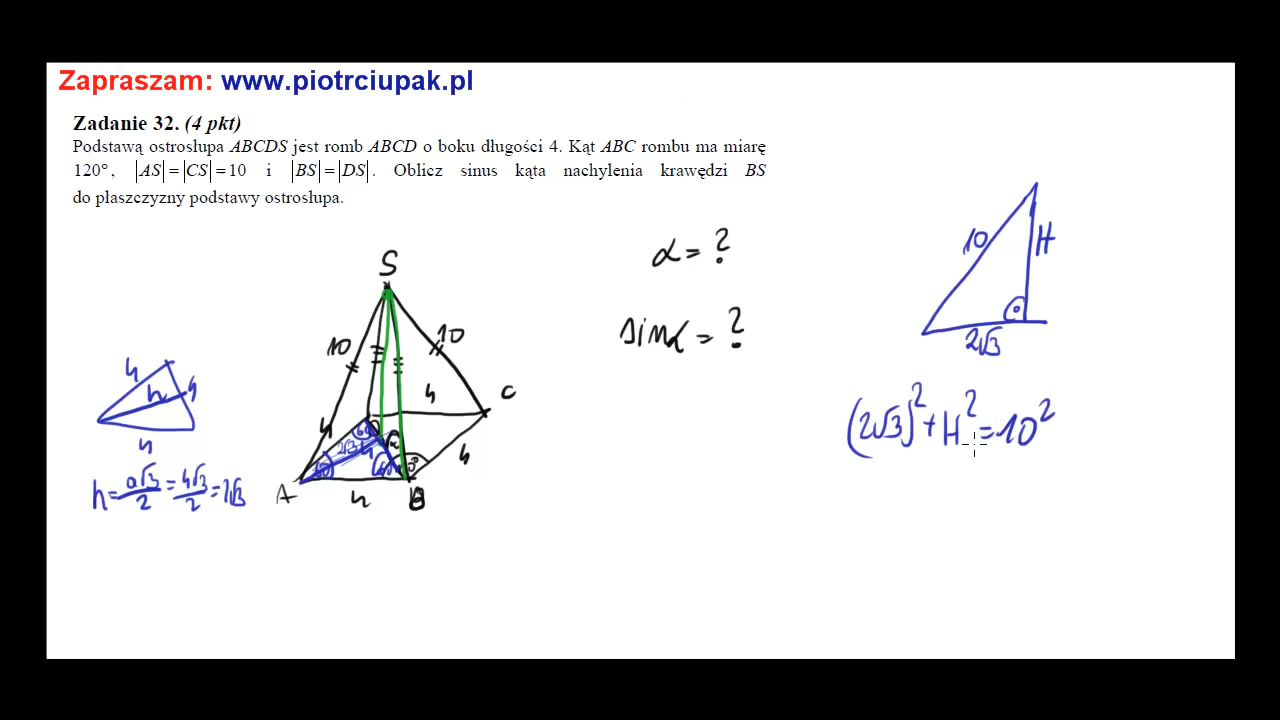 Zapraszam: www.piotrciupak.pl
Zadanie 32. (4 pkt)
Podstawą ostrosłupa ABCDS jest romb ABCD o boku długości 4. Kąt ABC rombu ma miarę
120°, |AS|=|CS|=10 i |BS|=|DS|. Oblicz sinus kąta nachylenia krawędzi BS
do płaszczyzny podstawy ostrosłupa.
α = ?
sinα = ?
S
10
10
4
C
4
4
2√3
α
A
4
B
4
h
4
4
h = a√3/2 = 4√3/2 = 2√3
10
H
2√3
(2√3)² + H² = 10²